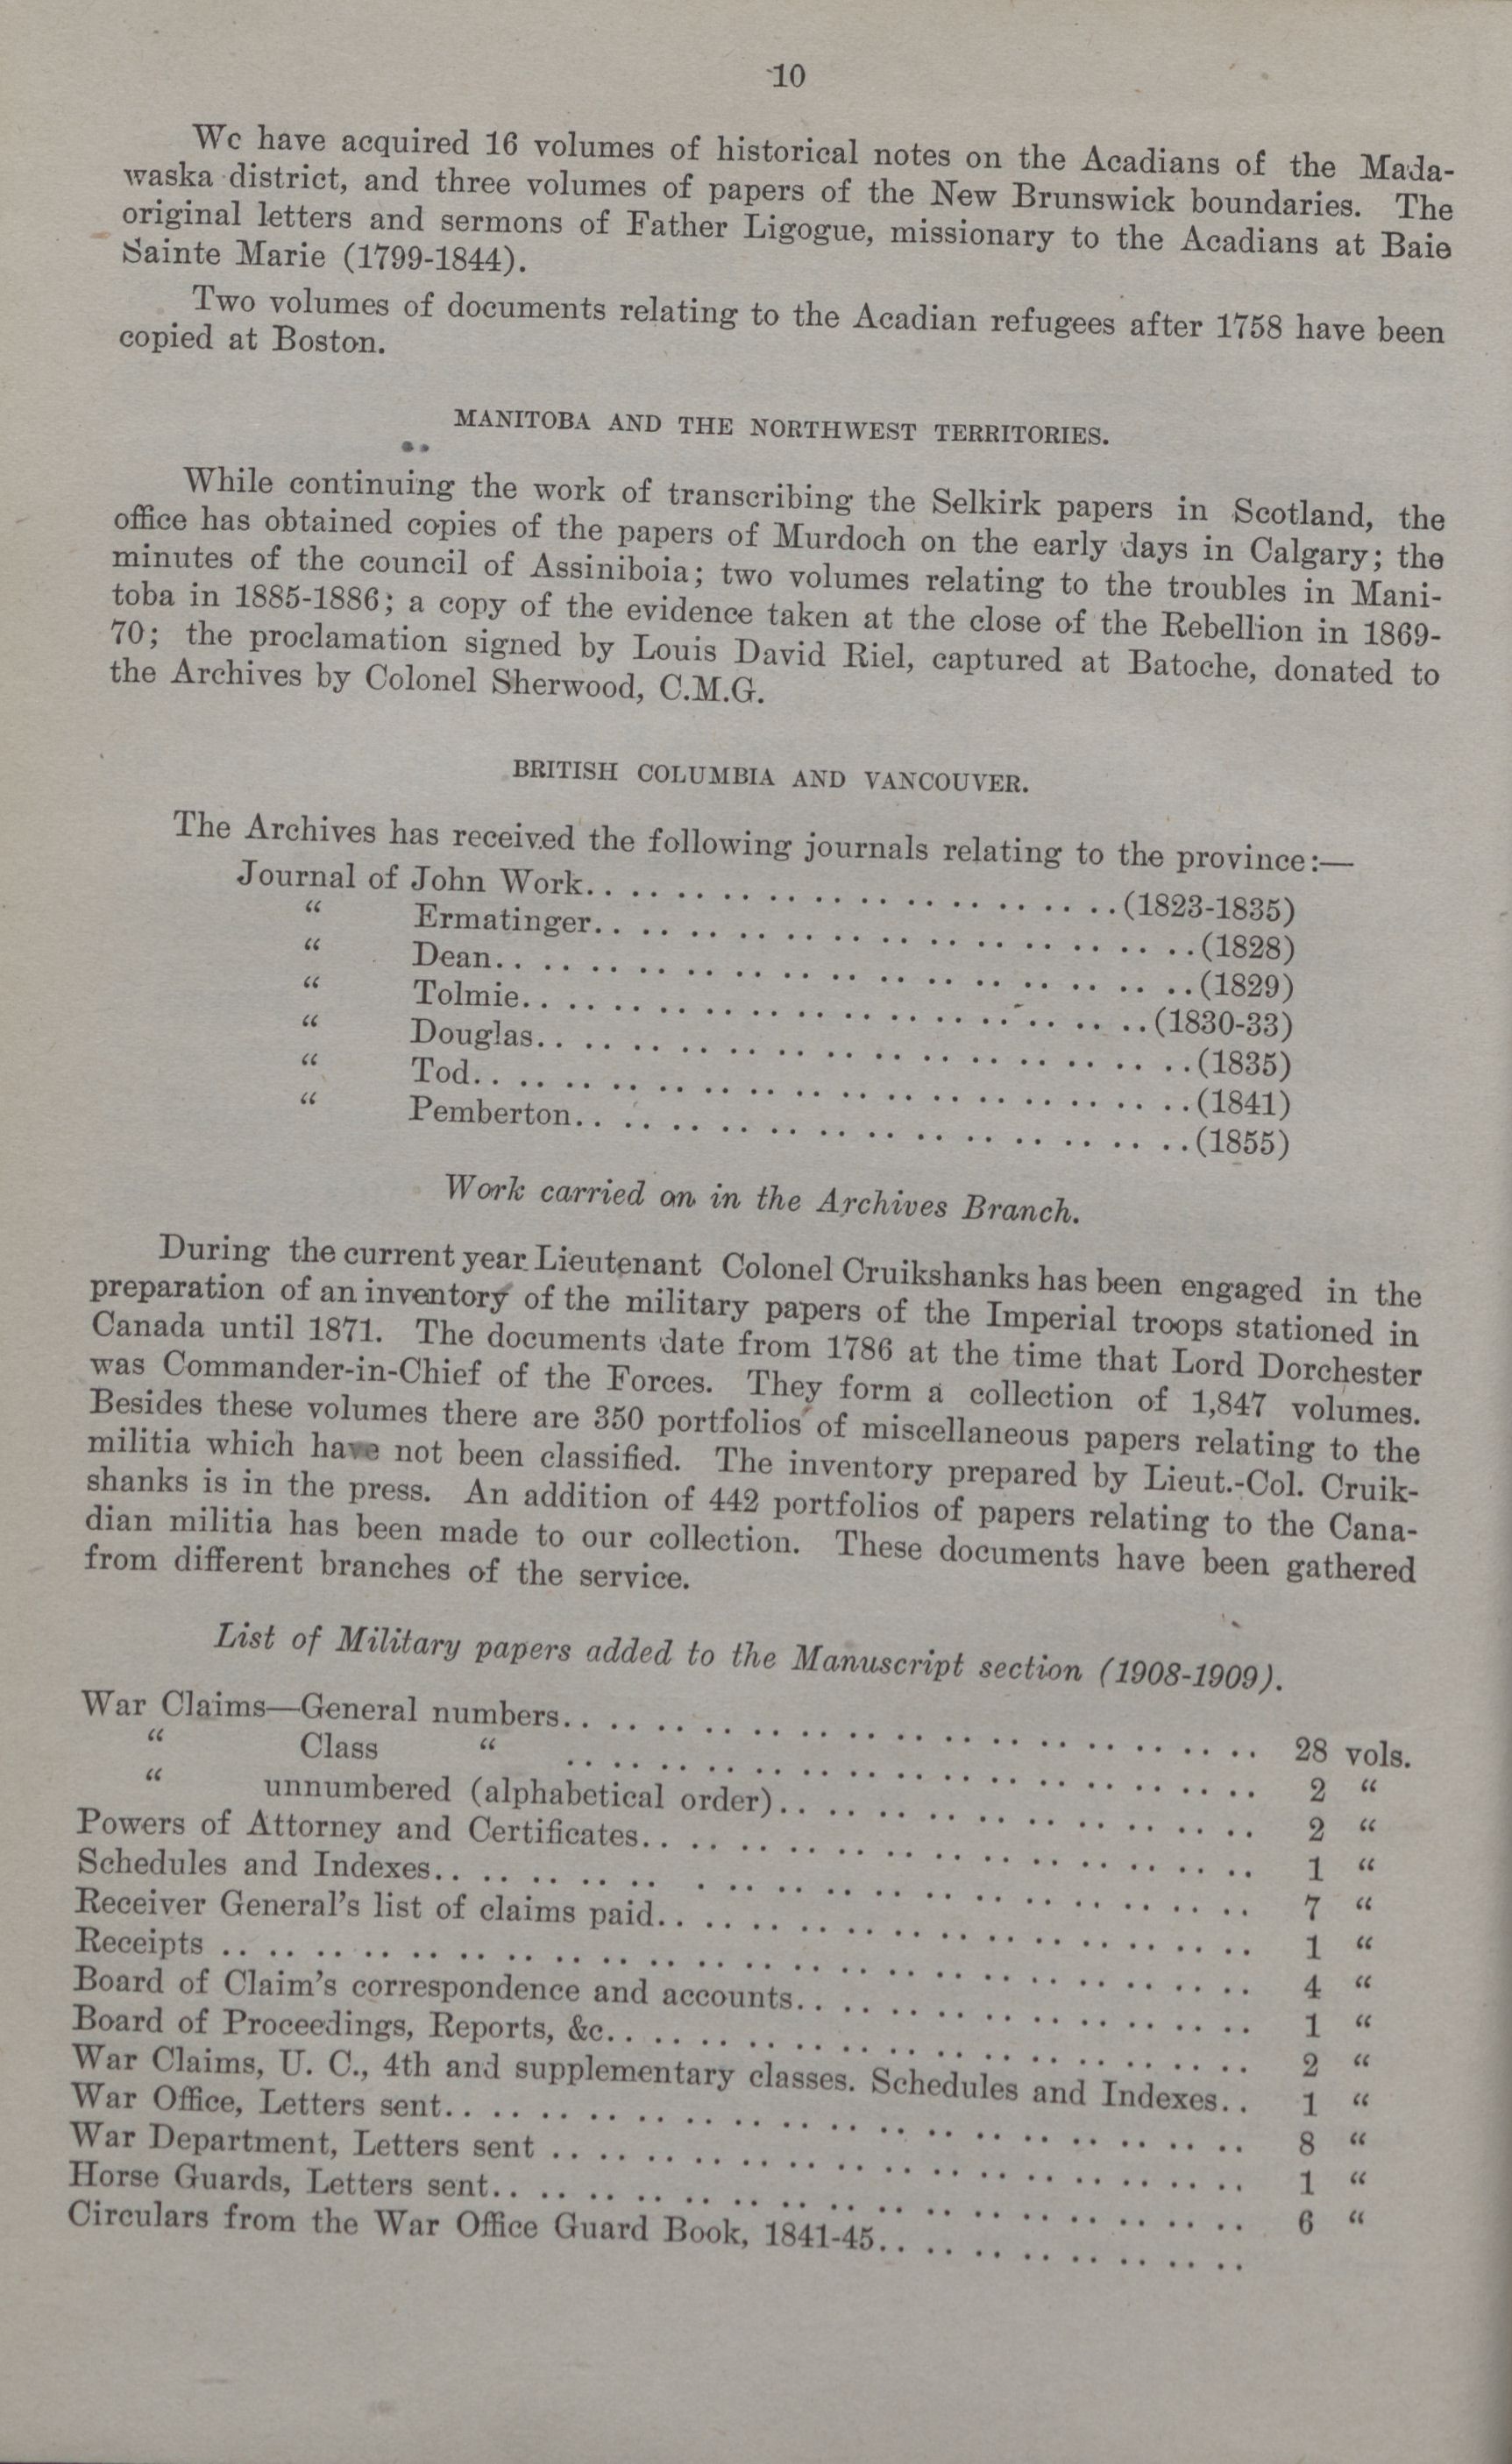 10
We have acquired 16 volumes of historical notes on the Acadians of the Mada-
waska district, and three volumes of papers of the New Brunswick boundaries. The
original letters and sermons of Father Ligogue, missionary to the Acadians at Baie
Sainte Marie (1799-1844).
Two volumes of documents relating to the Acadian refugees after 1758 have been
copied at Boston.
MANITOBA AND THE NORTHWEST TERRITORIES.
While continuing the work of transcribing the Selkirk papers in Scotland, the
office has obtained copies of the papers of Murdoch on the early days in Calgary; the
minutes of the council of Assiniboia; two volumes relating to the troubles in Mani-
toba in 1885-1886; a copy of the evidence taken at the close of the Rebellion in 1869-
70; the proclamation signed by Louis David Riel, captured at Batoche, donated to
the Archives by Colonel Sherwood, C.M.G.
BRITISH COLUMBIA AND VANCOUVER.
The Archives has received the following journals relating to the province:—
Journal of John Work.. .. .. .. .. .. .. .. .. .. .. ..(1823-1835)
“ Ermatinger.. .. .. .. .. .. .. .. .. .. .. .. ..(1828)
“ Dean.. .. .. .. .. .. .. .. .. .. .. .. .. .. ..(1829)
“ Tolmie.. .. .. .. .. .. .. .. .. .. .. .. .. ..(1830-33)
“ Douglas.. .. .. .. .. .. .. .. .. .. .. .. .. ..(1835)
“ Tod.. .. .. .. .. .. .. .. .. .. .. .. .. .. .. ..(1841)
“ Pemberton.. .. .. .. .. .. .. .. .. .. .. .. ..(1855)
Work carried on in the Archives Branch.
During the current year Lieutenant Colonel Cruikshanks has been engaged in the
preparation of an inventory of the military papers of the Imperial troops stationed in
Canada until 1871. The documents date from 1786 at the time that Lord Dorchester
was Commander-in-Chief of the Forces. They form a collection of 1,847 volumes.
Besides these volumes there are 350 portfolios of miscellaneous papers relating to the
militia which have not been classified. The inventory prepared by Lieut.-Col. Cruik-
shanks is in the press. An addition of 442 portfolios of papers relating to the Cana-
dian militia has been made to our collection. These documents have been gathered
from different branches of the service.
List of Military papers added to the Manuscript section (1908-1909).
War Claims—General numbers.. .. .. .. .. .. .. .. .. .. .. .. .. .. .. 28 vols.
“ Class “ .. .. .. .. .. .. .. .. .. .. .. .. .. .. .. 2 “
“ unnumbered (alphabetical order).. .. .. .. .. .. .. .. .. .. 2 “
Powers of Attorney and Certificates.. .. .. .. .. .. .. .. .. .. .. .. .. 1 “
Schedules and Indexes.. .. .. .. .. . .. .. .. .. .. .. .. .. .. .. .. .. 7 “
Receiver General’s list of claims paid.. .. .. .. .. .. .. .. .. .. .. .. .. 1 “
Receipts .. .. .. .. .. .. .. .. .. .. .. .. .. .. .. .. .. .. .. .. .. .. 4 “
Board of Claim’s correspondence and accounts.. .. .. .. .. .. .. .. .. .. 1 “
Board of Proceedings, Reports, &c.. .. .. .. .. .. .. .. .. .. .. .. .. .. 2 “
War Claims, U. C., 4th and supplementary classes. Schedules and Indexes.. 1 “
War Office, Letters sent.. .. .. .. .. .. .. .. .. .. .. .. .. .. .. .. .. 8 “
War Department, Letters sent .. .. .. .. .. .. .. .. .. .. .. .. .. .. .. 1 “
Horse Guards, Letters sent.. .. .. .. .. .. .. .. .. .. .. .. .. .. .. .. 6 “
Circulars from the War Office Guard Book, 1841-45.. .. .. .. .. .. .. ..